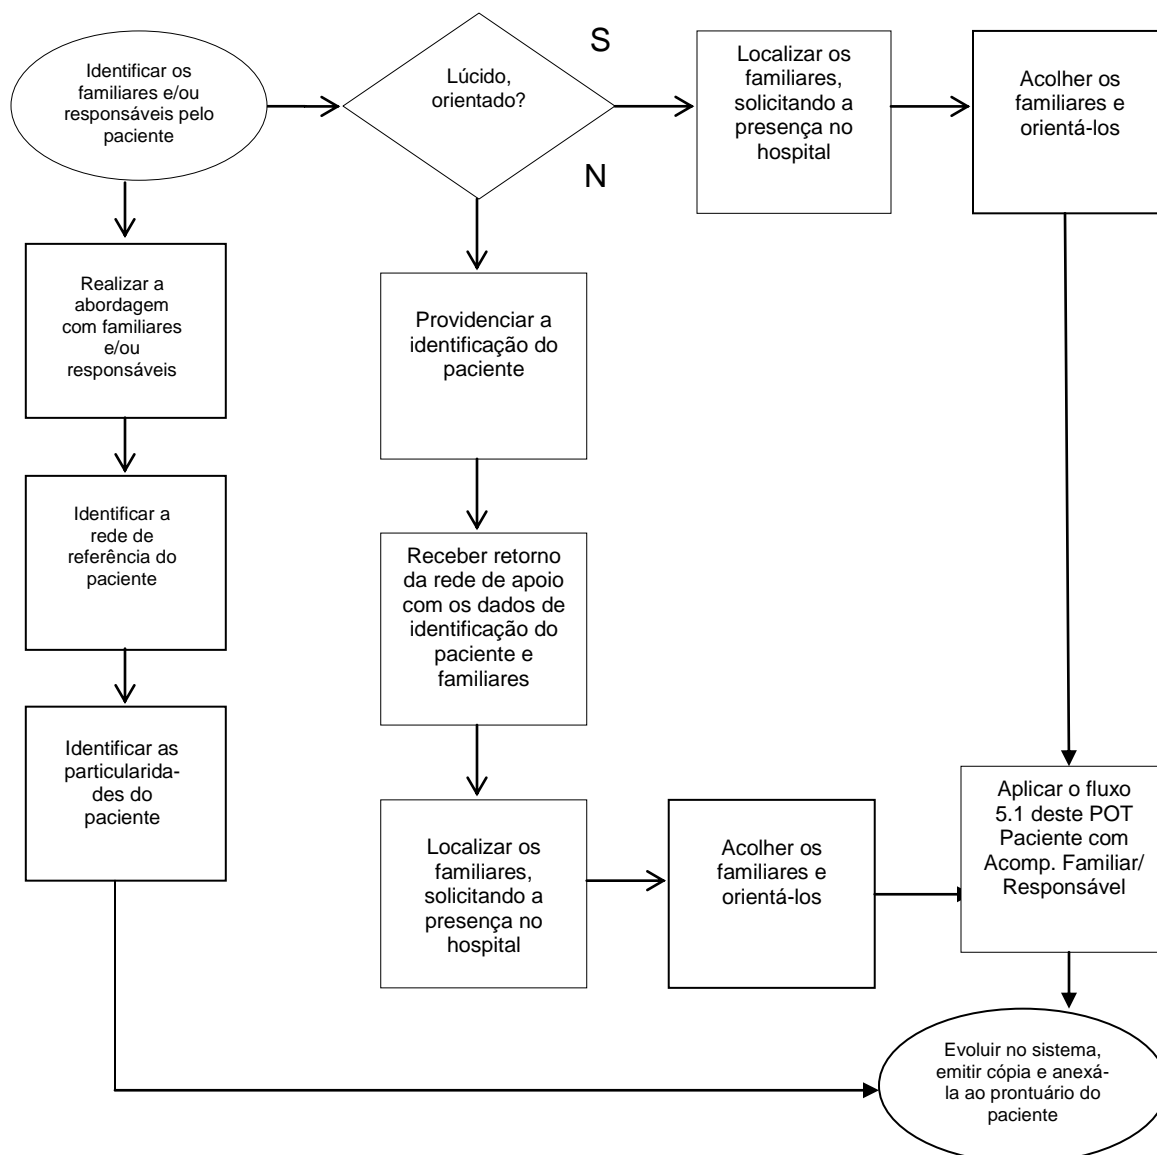 Identificar os
familiares e/ou
responsáveis pelo
paciente
Lúcido,
orientado?
S
N
Localizar os
familiares,
solicitando a
presença no
hospital
Acolher os
familiares e
orientá-los
Realizar a
abordagem
com familiares
e/ou
responsáveis
Providenciar a
identificação do
paciente
Identificar a
rede de
referência do
paciente
Receber retorno
da rede de apoio
com os dados de
identificação do
paciente e
familiares
Identificar as
particularida-
des do
paciente
Localizar os
familiares,
solicitando a
presença no
hospital
Acolher os
familiares e
orientá-los
Aplicar o fluxo
5.1 deste POT
Paciente com
Acomp. Familiar/
Responsável
Evoluir no sistema,
emitir cópia e anexá-
la ao prontuário do
paciente